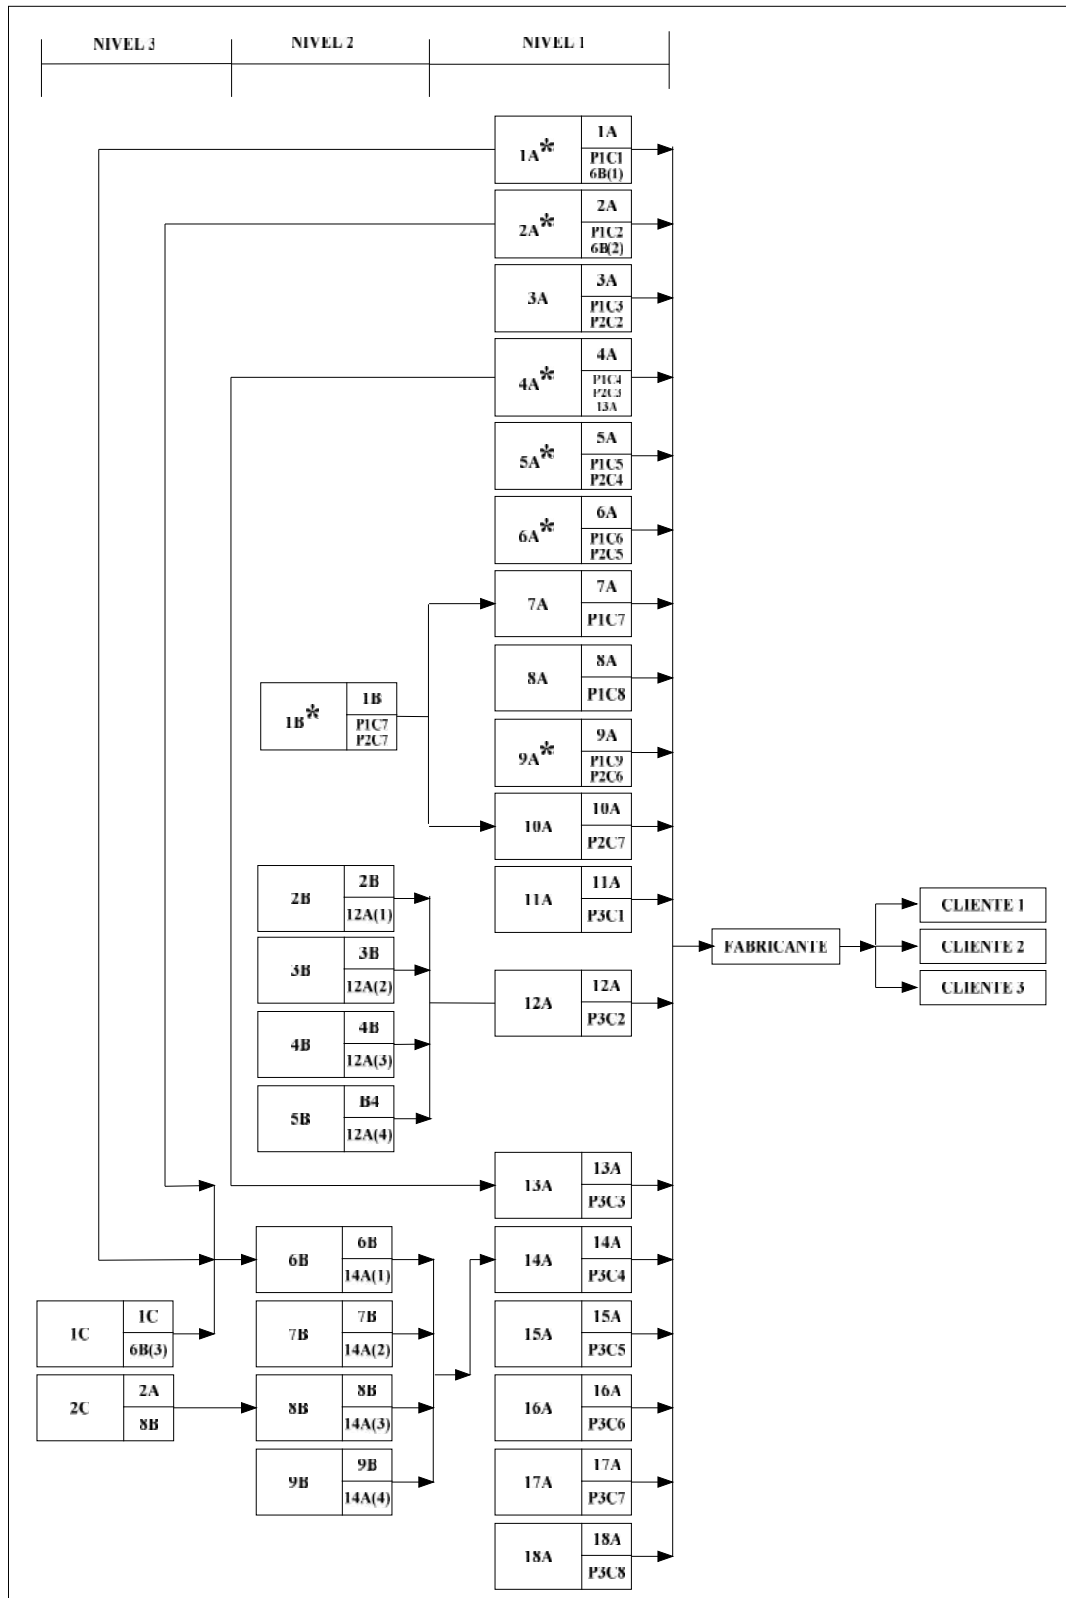 NIVEL 3
NIVEL 2
NIVEL 1
1A*
1A
P1C1
6B(1)
2A*
2A
P1C2
6B(2)
3A
3A
P1C3
P2C2
4A*
4A
P1C4
P2C3
13A
5A*
5A
P1C5
P2C4
6A*
6A
P1C6
P2C5
7A
7A
P1C7
8A
8A
P1C8
1B*
1B
P1C7
P2C7
9A*
9A
P1C9
P2C6
10A
10A
P2C7
2B
2B
12A(1)
11A
11A
P3C1
3B
3B
12A(2)
12A
12A
P3C2
4B
4B
12A(3)
5B
B4
12A(4)
FABRICANTE
CLIENTE 1
CLIENTE 2
CLIENTE 3
13A
13A
P3C3
6B
6B
14A(1)
14A
14A
P3C4
1C
1C
6B(3)
7B
7B
14A(2)
15A
15A
P3C5
2C
2A
8B
8B
8B
14A(3)
16A
16A
P3C6
9B
9B
14A(4)
17A
17A
P3C7
18A
18A
P3C8